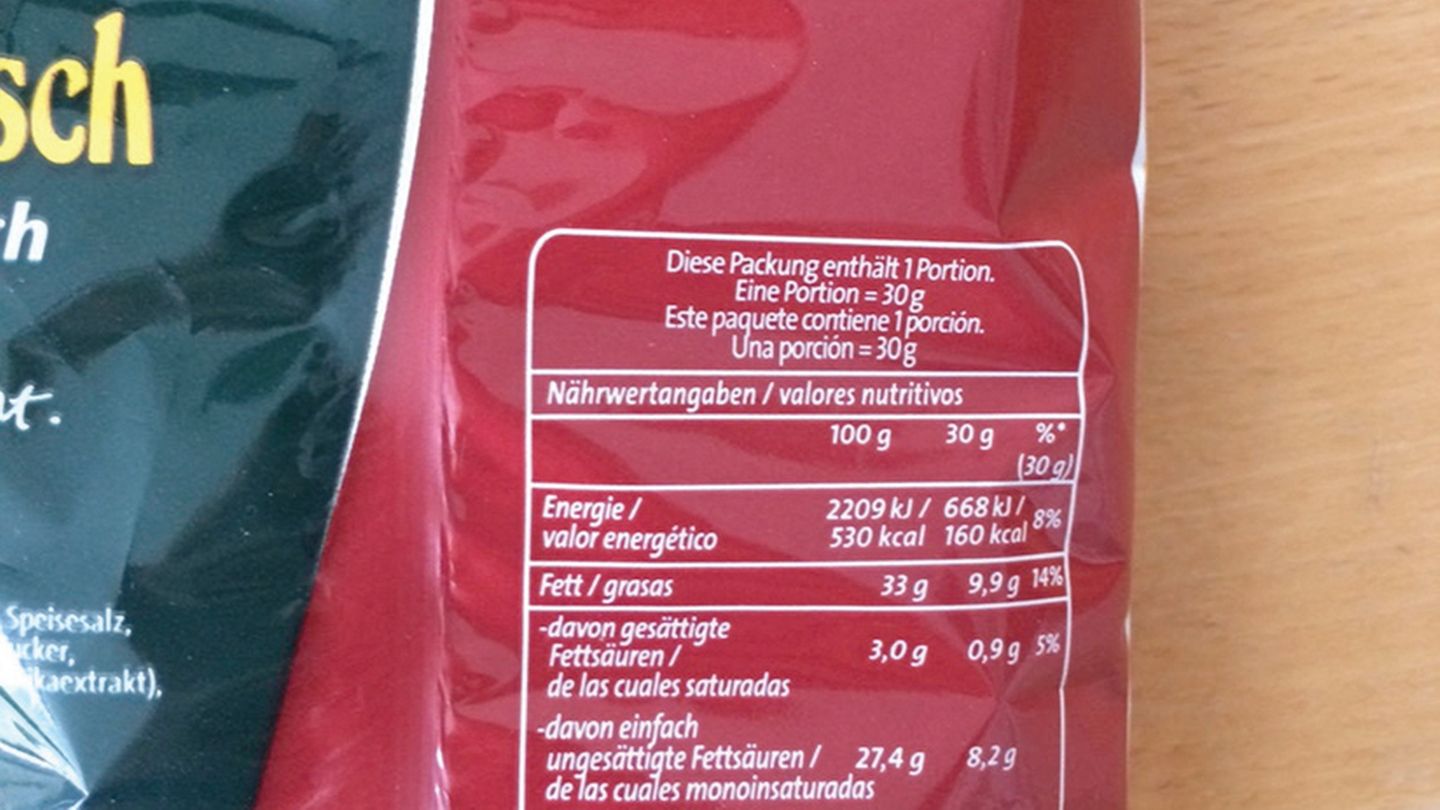 sch
h
t.
Speisesalz,
cker,
ikaextrakt),
Diese Packung enthält 1 Portion.
Eine Portion = 30 g
Este paquete contiene 1 porción.
Una porción = 30 g
Nährwertangaben / valores nutritivos
100 g 30 g %*
(30 g)
Energie / 2209 kJ / 668 kJ / 8%
valor energético 530 kcal 160 kcal
Fett / grasas 33 g 9,9 g 14%
-davon gesättigte
Fettsäuren / 3,0 g 0,9 g 5%
de las cuales saturadas
-davon einfach
ungesättigte Fettsäuren / 27,4 g 8,2 g
de las cuales monoinsaturadas